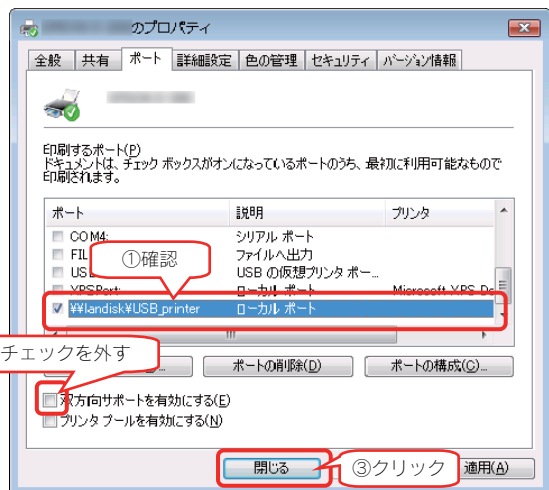 のプロパティ
全般 共有 ポート 詳細設定 色の管理 セキュリティ バージョン情報
印刷するポート(P)
ドキュメントは、チェック ボックスがオンになっているポートのうち、最初に利用可能なもので
印刷されます。
ポート 説明 プリンタ
COM4: シリアル ポート
FIL ファイルへ出力
US USB の仮想プリンタ ポー...
①確認
XPSPort: ローカル ポート Microsoft XPS Do
¥¥landisk¥USB_printer ローカル ポート
チェックを外す
ポートの削除(D) ポートの構成(C)...
双方向サポートを有効にする(E)
プリンタ プールを有効にする(N)
閉じる ③クリック 適用(A)